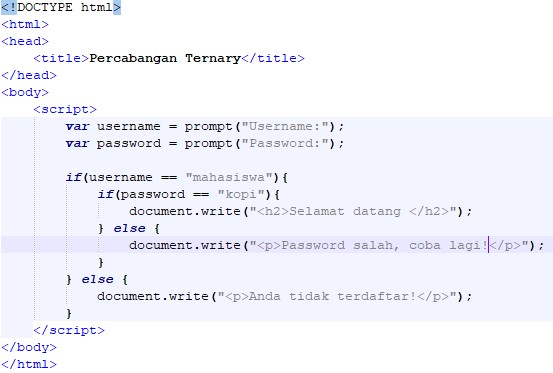 <!DOCTYPE html>
<html>
<head>
    <title>Percabangan Ternary</title>
</head>
<body>
    <script>
        var username = prompt("Username:");
        var password = prompt("Password:");

        if(username == "mahasiswa"){
            if(password == "kopi"){
                document.write("<h2>Selamat datang </h2>");
            } else {
                document.write("<p>Password salah, coba lagi!</p>");
            }
        } else {
            document.write("<p>Anda tidak terdaftar!</p>");
        }
    </script>
</body>
</html>